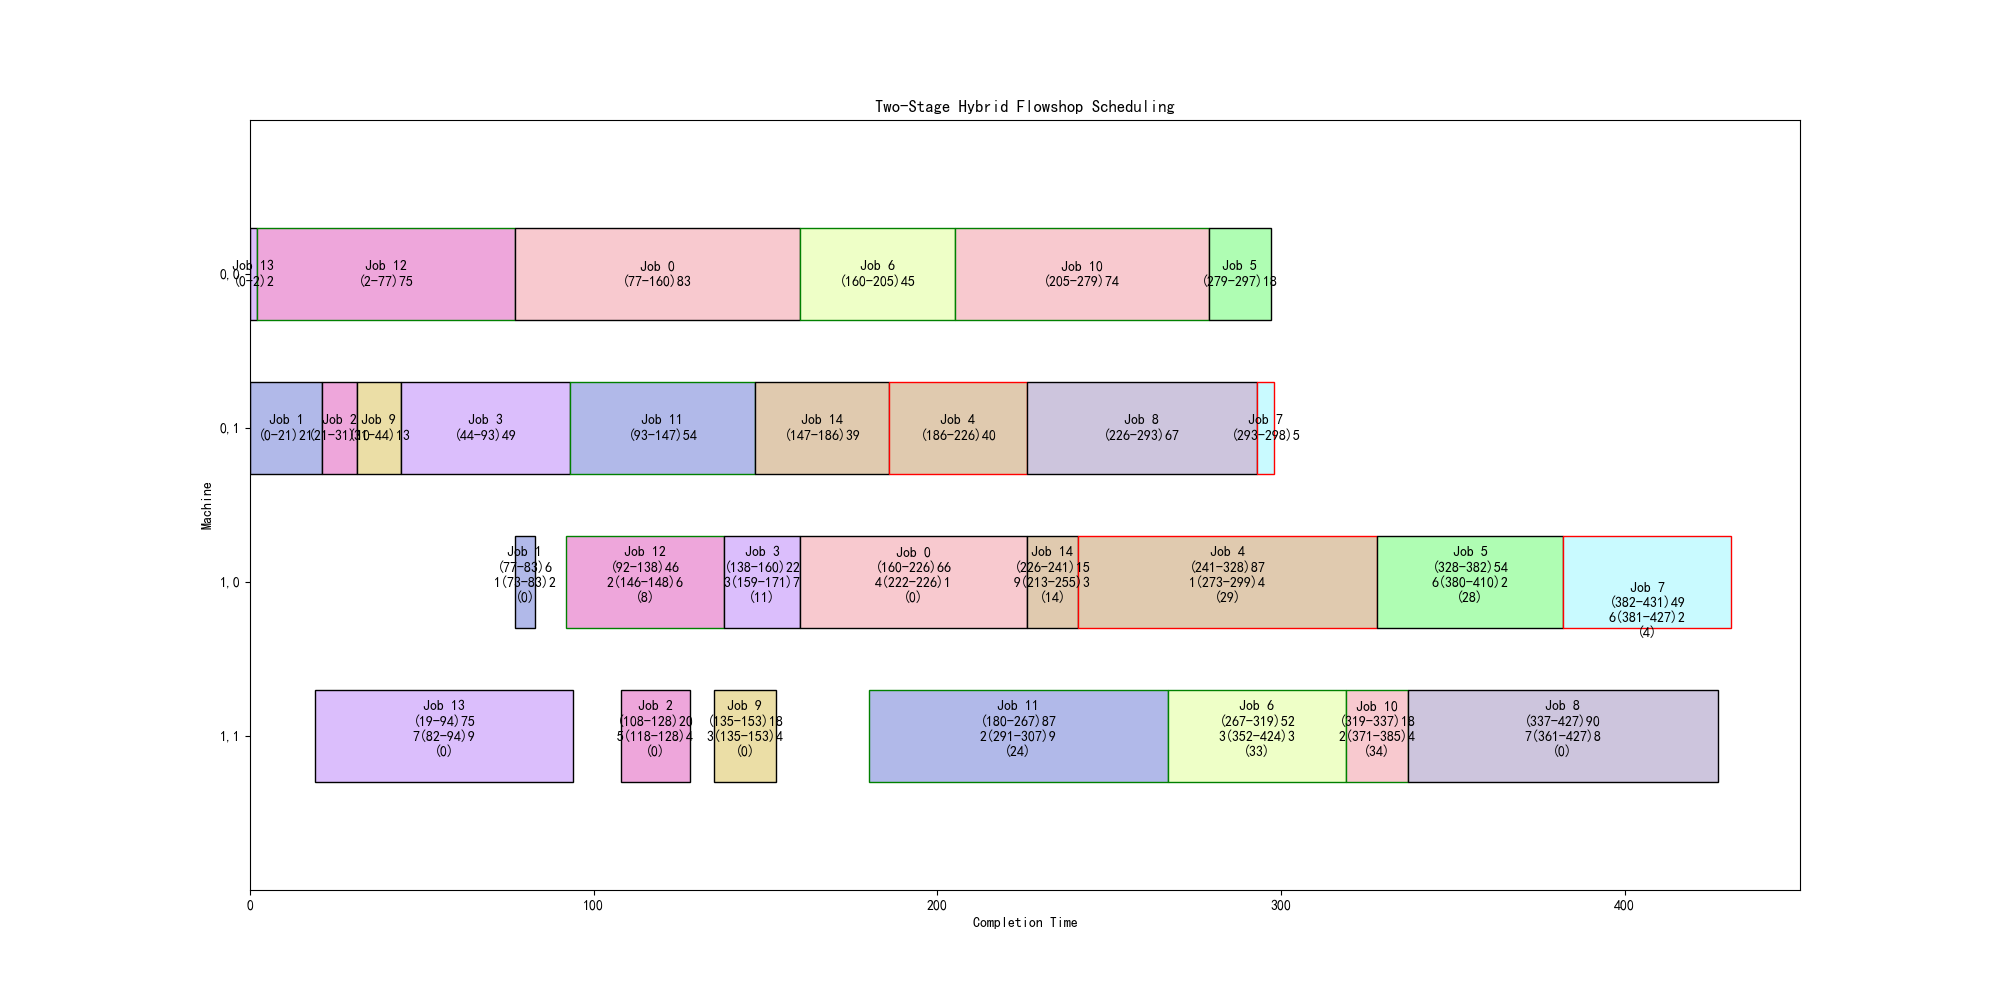 Two-Stage Hybrid Flowshop Scheduling
Machine
0,0
Job 13
(0-2)2
Job 12
(2-77)75
Job 0
(77-160)83
Job 6
(160-205)45
Job 10
(205-279)74
Job 5
(279-297)18
0,1
Job 1
(0-21)21
Job 2
(21-31)10
Job 9
(31-44)13
Job 3
(44-93)49
Job 11
(93-147)54
Job 14
(147-186)39
Job 4
(186-226)40
Job 8
(226-293)67
Job 7
(293-298)5
1,0
Job 1
(77-83)6
1(73-83)2
(0)
Job 12
(92-138)46
2(146-148)6
(8)
Job 3
(138-160)22
3(159-171)7
(11)
Job 0
(160-226)66
4(222-226)1
(0)
Job 14
(226-241)15
9(213-255)3
(14)
Job 4
(241-328)87
1(273-299)4
(29)
Job 5
(328-382)54
6(380-410)2
(28)
Job 7
(382-431)49
6(381-427)2
(4)
1,1
Job 13
(19-94)75
7(82-94)9
(0)
Job 2
(108-128)20
5(118-128)4
(0)
Job 9
(135-153)18
3(135-153)4
(0)
Job 11
(180-267)87
2(291-307)9
(24)
Job 6
(267-319)52
3(352-424)3
(33)
Job 10
(319-337)18
2(371-385)4
(34)
Job 8
(337-427)90
7(361-427)8
(0)
0
100
200
300
400
Completion Time